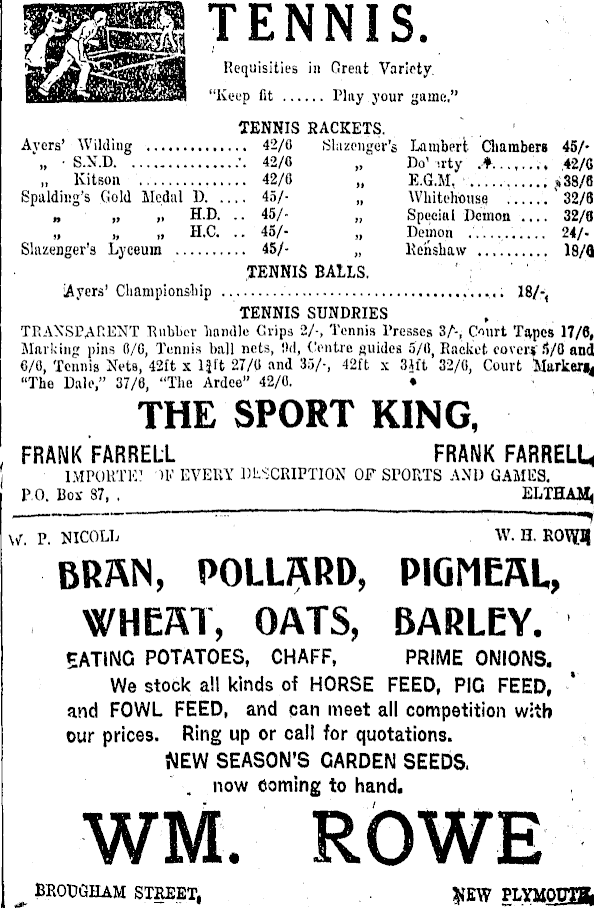 TENNIS.
Requisities in Great Variety.
"Keep fit ...... Play your game."
TENNIS RACKETS.
Ayers' Wilding .............. 42/6 Slazenger's Lambert Chambers 45/-
„ S.N.D. .............. 42/6 „ Do' rty .......... 42/6
„ Kitson .............. 42/6 „ E.G.M. .......... 38/6
Spalding's Gold Medal D. .... 45/- „ Whitehouse ...... 32/6
„ „ „ H.D. .. 45/- „ Special Demon .... 32/6
„ „ „ H.C. .. 45/- „ Demon .......... 24/-
Slazenger's Lyceum .......... 45/- „ Renshaw .......... 18/6
TENNIS BALLS.
Ayers' Championship .................................... 18/-
TENNIS SUNDRIES
TRANSPARENT Rubber handle Grips 2/-, Tennis Presses 3/-, Court Tapes 17/6,
Marking pins 6/6, Tennis ball nets, 9d, Centre guides 5/6, Racket covers 5/6 and
6/6, Tennis Nets, 42ft x 1¾ft 27/6 and 35/-, 42ft x 3½ft 32/6, Court Markers,
"The Dale," 37/6, "The Ardee" 42/6.
THE SPORT KING,
FRANK FARRELL FRANK FARRELL,
IMPORTE OF EVERY DESCRIPTION OF SPORTS AND GAMES.
P.O. Box 87, . ELTHAM,
W. P. NICOLL W. H. ROWE
BRAN, POLLARD, PIGMEAL,
WHEAT, OATS, BARLEY.
EATING POTATOES, CHAFF, PRIME ONIONS.
We stock all kinds of HORSE FEED, PIG FEED,
and FOWL FEED, and can meet all competition with
our prices. Ring up or call for quotations.
NEW SEASON'S GARDEN SEEDS,
now coming to hand.
WM. ROWE
BROUGHAM STREET, NEW PLYMOUTH,